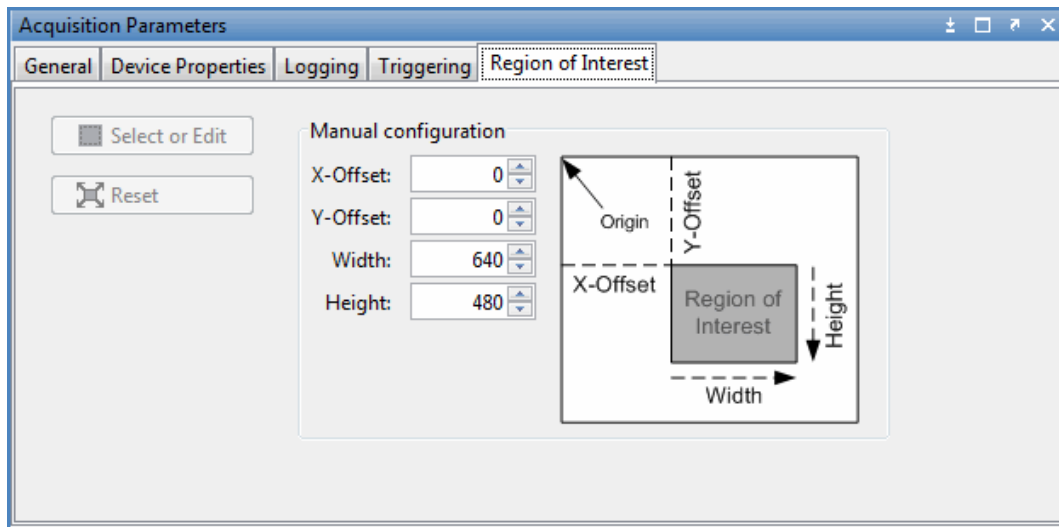 Acquisition Parameters
General Device Properties Logging Triggering Region of Interest
Select or Edit
Reset
Manual configuration
X-Offset: 0
Y-Offset: 0
Width: 640
Height: 480
Origin
Y-Offset
X-Offset
Region of
Interest
Height
Width